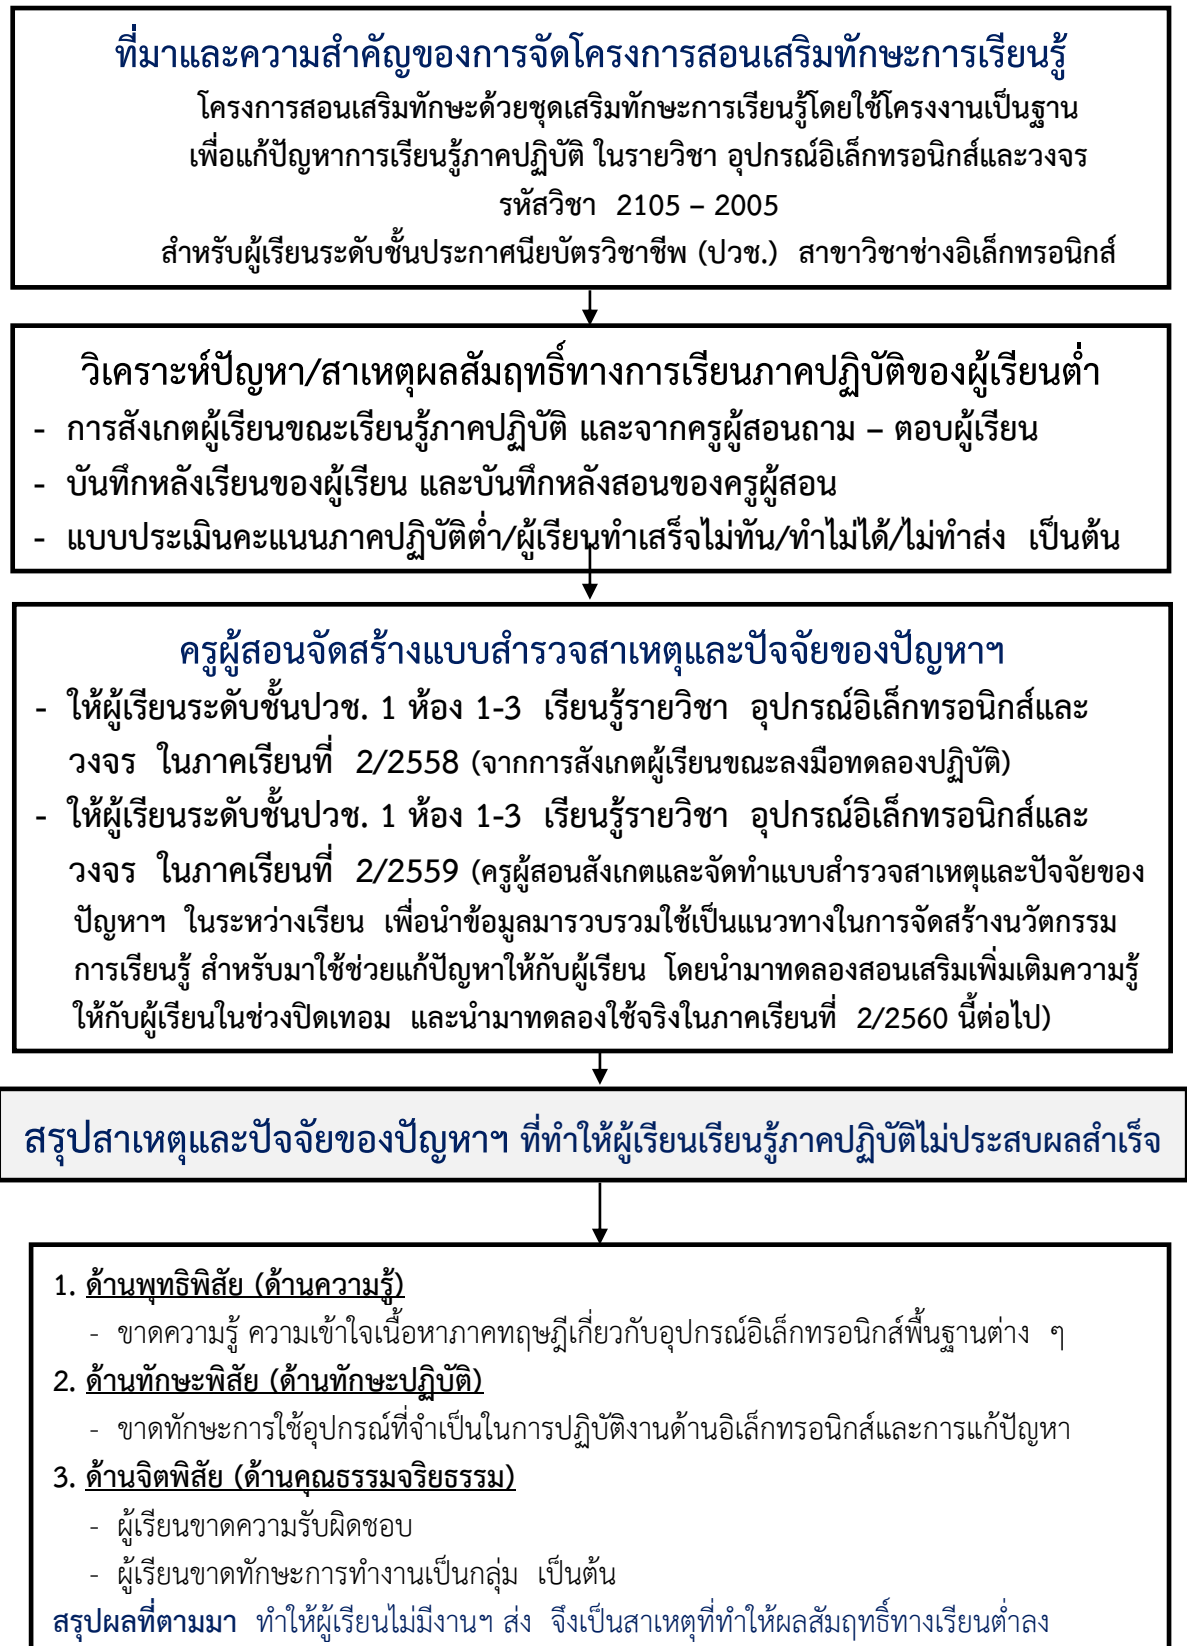 ที่มาและความสำคัญของการจัดโครงการสอนเสริมทักษะการเรียนรู้
โครงการสอนเสริมทักษะด้วยชุดเสริมทักษะการเรียนรู้โดยใช้โครงงานเป็นฐาน
เพื่อแก้ปัญหาการเรียนรู้ภาคปฏิบัติ ในรายวิชา อุปกรณ์อิเล็กทรอนิกส์และวงจร
รหัสวิชา 2105 – 2005
สำหรับผู้เรียนระดับชั้นประกาศนียบัตรวิชาชีพ (ปวช.) สาขาวิชาช่างอิเล็กทรอนิกส์
วิเคราะห์ปัญหา/สาเหตุผลสัมฤทธิ์ทางการเรียนภาคปฏิบัติของผู้เรียนต่ำ
- การสังเกตผู้เรียนขณะเรียนรู้ภาคปฏิบัติ และจากครูผู้สอนถาม – ตอบผู้เรียน
- บันทึกหลังเรียนของผู้เรียน และบันทึกหลังสอนของครูผู้สอน
- แบบประเมินคะแนนภาคปฏิบัติต่ำ/ผู้เรียนทำเสร็จไม่ทัน/ทำไม่ได้/ไม่ทำส่ง เป็นต้น
ครูผู้สอนจัดสร้างแบบสำรวจสาเหตุและปัจจัยของปัญหาฯ
- ให้ผู้เรียนระดับชั้นปวช. 1 ห้อง 1-3 เรียนรู้รายวิชา อุปกรณ์อิเล็กทรอนิกส์และ
วงจร ในภาคเรียนที่ 2/2558 (จากการสังเกตผู้เรียนขณะลงมือทดลองปฏิบัติ)
- ให้ผู้เรียนระดับชั้นปวช. 1 ห้อง 1-3 เรียนรู้รายวิชา อุปกรณ์อิเล็กทรอนิกส์และ
วงจร ในภาคเรียนที่ 2/2559 (ครูผู้สอนสังเกตและจัดทำแบบสำรวจสาเหตุและปัจจัยของ
ปัญหาฯ ในระหว่างเรียน เพื่อนำข้อมูลมารวบรวมใช้เป็นแนวทางในการจัดสร้างนวัตกรรม
การเรียนรู้ สำหรับมาใช้ช่วยแก้ปัญหาให้กับผู้เรียน โดยนำมาทดลองสอนเสริมเพิ่มเติมความรู้
ให้กับผู้เรียนในช่วงปิดเทอม และนำมาทดลองใช้จริงในภาคเรียนที่ 2/2560 นี้ต่อไป)
สรุปสาเหตุและปัจจัยของปัญหาฯ ที่ทำให้ผู้เรียนเรียนรู้ภาคปฏิบัติไม่ประสบผลสำเร็จ
1. ด้านพุทธิพิสัย (ด้านความรู้)
- ขาดความรู้ ความเข้าใจเนื้อหาภาคทฤษฎีเกี่ยวกับอุปกรณ์อิเล็กทรอนิกส์พื้นฐานต่าง ๆ
2. ด้านทักษะพิสัย (ด้านทักษะปฏิบัติ)
- ขาดทักษะการใช้อุปกรณ์ที่จำเป็นในการปฏิบัติงานด้านอิเล็กทรอนิกส์และการแก้ปัญหา
3. ด้านจิตพิสัย (ด้านคุณธรรมจริยธรรม)
- ผู้เรียนขาดความรับผิดชอบ
- ผู้เรียนขาดทักษะการทำงานเป็นกลุ่ม เป็นต้น
สรุปผลที่ตามมา ทำให้ผู้เรียนไม่มีงานฯ ส่ง จึงเป็นสาเหตุที่ทำให้ผลสัมฤทธิ์ทางเรียนต่ำลง